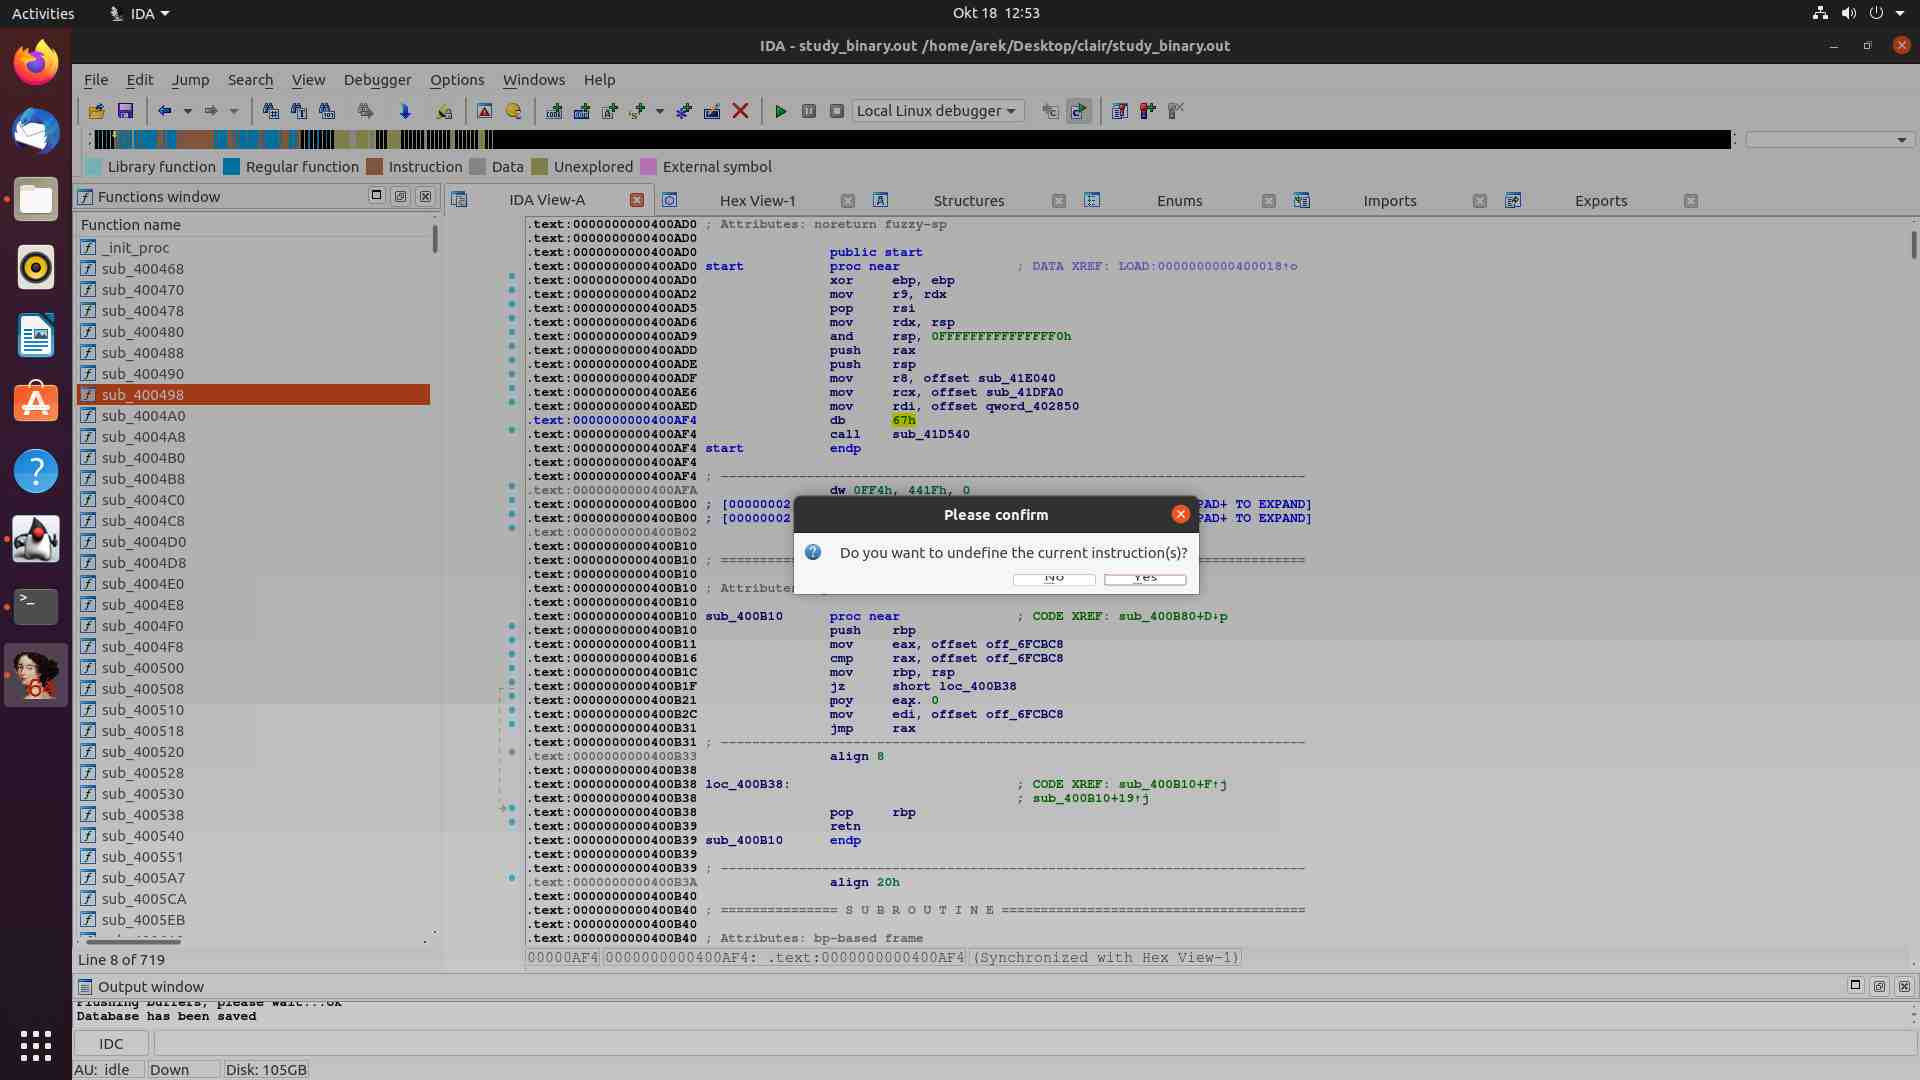 Activities
IDA
Okt 18 12:53
IDA - study_binary.out /home/arek/Desktop/clair/study_binary.out
File Edit Jump Search View Debugger Options Windows Help
Local Linux debugger
Library function Regular function Instruction Data Unexplored External symbol
Functions window
IDA View-A
Hex View-1
Structures
Enums
Imports
Exports
Function name
_init_proc
sub_400468
sub_400470
sub_400478
sub_400480
sub_400488
sub_400490
sub_400498
sub_4004A0
sub_4004A8
sub_4004B0
sub_4004B8
sub_4004C0
sub_4004C8
sub_4004D0
sub_4004D8
sub_4004E0
sub_4004E8
sub_4004F0
sub_4004F8
sub_400500
sub_400508
sub_400510
sub_400518
sub_400520
sub_400528
sub_400530
sub_400538
sub_400540
sub_400551
sub_4005A7
sub_4005CA
sub_4005EB
Line 8 of 719
.text:0000000000400AD0 ; Attributes: noreturn fuzzy-sp
.text:0000000000400AD0
.text:0000000000400AD0 public start
.text:0000000000400AD0 start proc near ; DATA XREF: LOAD:0000000000400018↑o
.text:0000000000400AD0 xor ebp, ebp
.text:0000000000400AD2 mov r9, rdx
.text:0000000000400AD5 pop rsi
.text:0000000000400AD6 mov rdx, rsp
.text:0000000000400AD9 and rsp, 0FFFFFFFFFFFFFFF0h
.text:0000000000400ADD push rax
.text:0000000000400ADE push rsp
.text:0000000000400ADF mov r8, offset sub_41E040
.text:0000000000400AE6 mov rcx, offset sub_41DFA0
.text:0000000000400AED mov rdi, offset qword_402850
.text:0000000000400AF4 db 67h
.text:0000000000400AF4 call sub_41D540
.text:0000000000400AF4 start endp
.text:0000000000400AF4
.text:0000000000400AF4 ; ---------------------------------------------------------------------------
.text:0000000000400AFA dw 0FF4h, 441Fh, 0
.text:0000000000400B00 ; [00000002 PAD+ TO EXPAND]
.text:0000000000400B00 ; [00000002 PAD+ TO EXPAND]
.text:0000000000400B02
.text:0000000000400B10
.text:0000000000400B10 ; =========
.text:0000000000400B10
.text:0000000000400B10 ; Attribute
.text:0000000000400B10
.text:0000000000400B10 sub_400B10 proc near ; CODE XREF: sub_400B80+D↓p
.text:0000000000400B10 push rbp
.text:0000000000400B11 mov eax, offset off_6FCBC8
.text:0000000000400B16 cmp rax, offset off_6FCBC8
.text:0000000000400B1C mov rbp, rsp
.text:0000000000400B1F jz short loc_400B38
.text:0000000000400B21 mov eax, 0
.text:0000000000400B2C mov edi, offset off_6FCBC8
.text:0000000000400B31 jmp rax
.text:0000000000400B31 ; ---------------------------------------------------------------------------
.text:0000000000400B33 align 8
.text:0000000000400B38
.text:0000000000400B38 loc_400B38: ; CODE XREF: sub_400B10+F↑j
.text:0000000000400B38 ; sub_400B10+19↑j
.text:0000000000400B38 pop rbp
.text:0000000000400B39 retn
.text:0000000000400B39 sub_400B10 endp
.text:0000000000400B39
.text:0000000000400B39 ; ---------------------------------------------------------------------------
.text:0000000000400B3A align 20h
.text:0000000000400B40
.text:0000000000400B40 ; =============== S U B R O U T I N E =======================================
.text:0000000000400B40
.text:0000000000400B40 ; Attributes: bp-based frame
00000AF4 0000000000400AF4: .text:0000000000400AF4 (Synchronized with Hex View-1)
Please confirm
Do you want to undefine the current instruction(s)?
No Yes
Output window
Flushing buffers, please wait...ok
Database has been saved
IDC
AU: idle Down Disk: 105GB
64